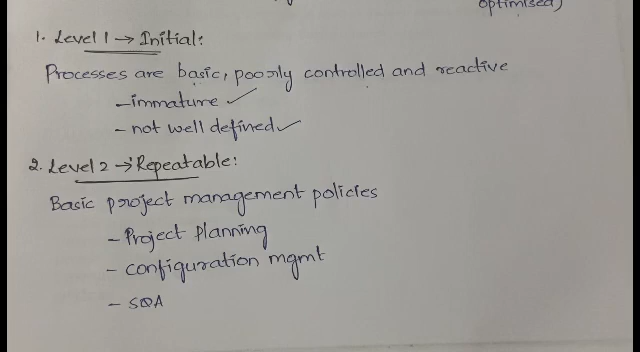 optimised)
1. Level 1 → Initial:
Processes are basic, poorly controlled and reactive
- immature ✓
- not well defined ✓
2. Level 2 → Repeatable:
Basic project management policies
- Project planning
- configuration mgmt
- SQA